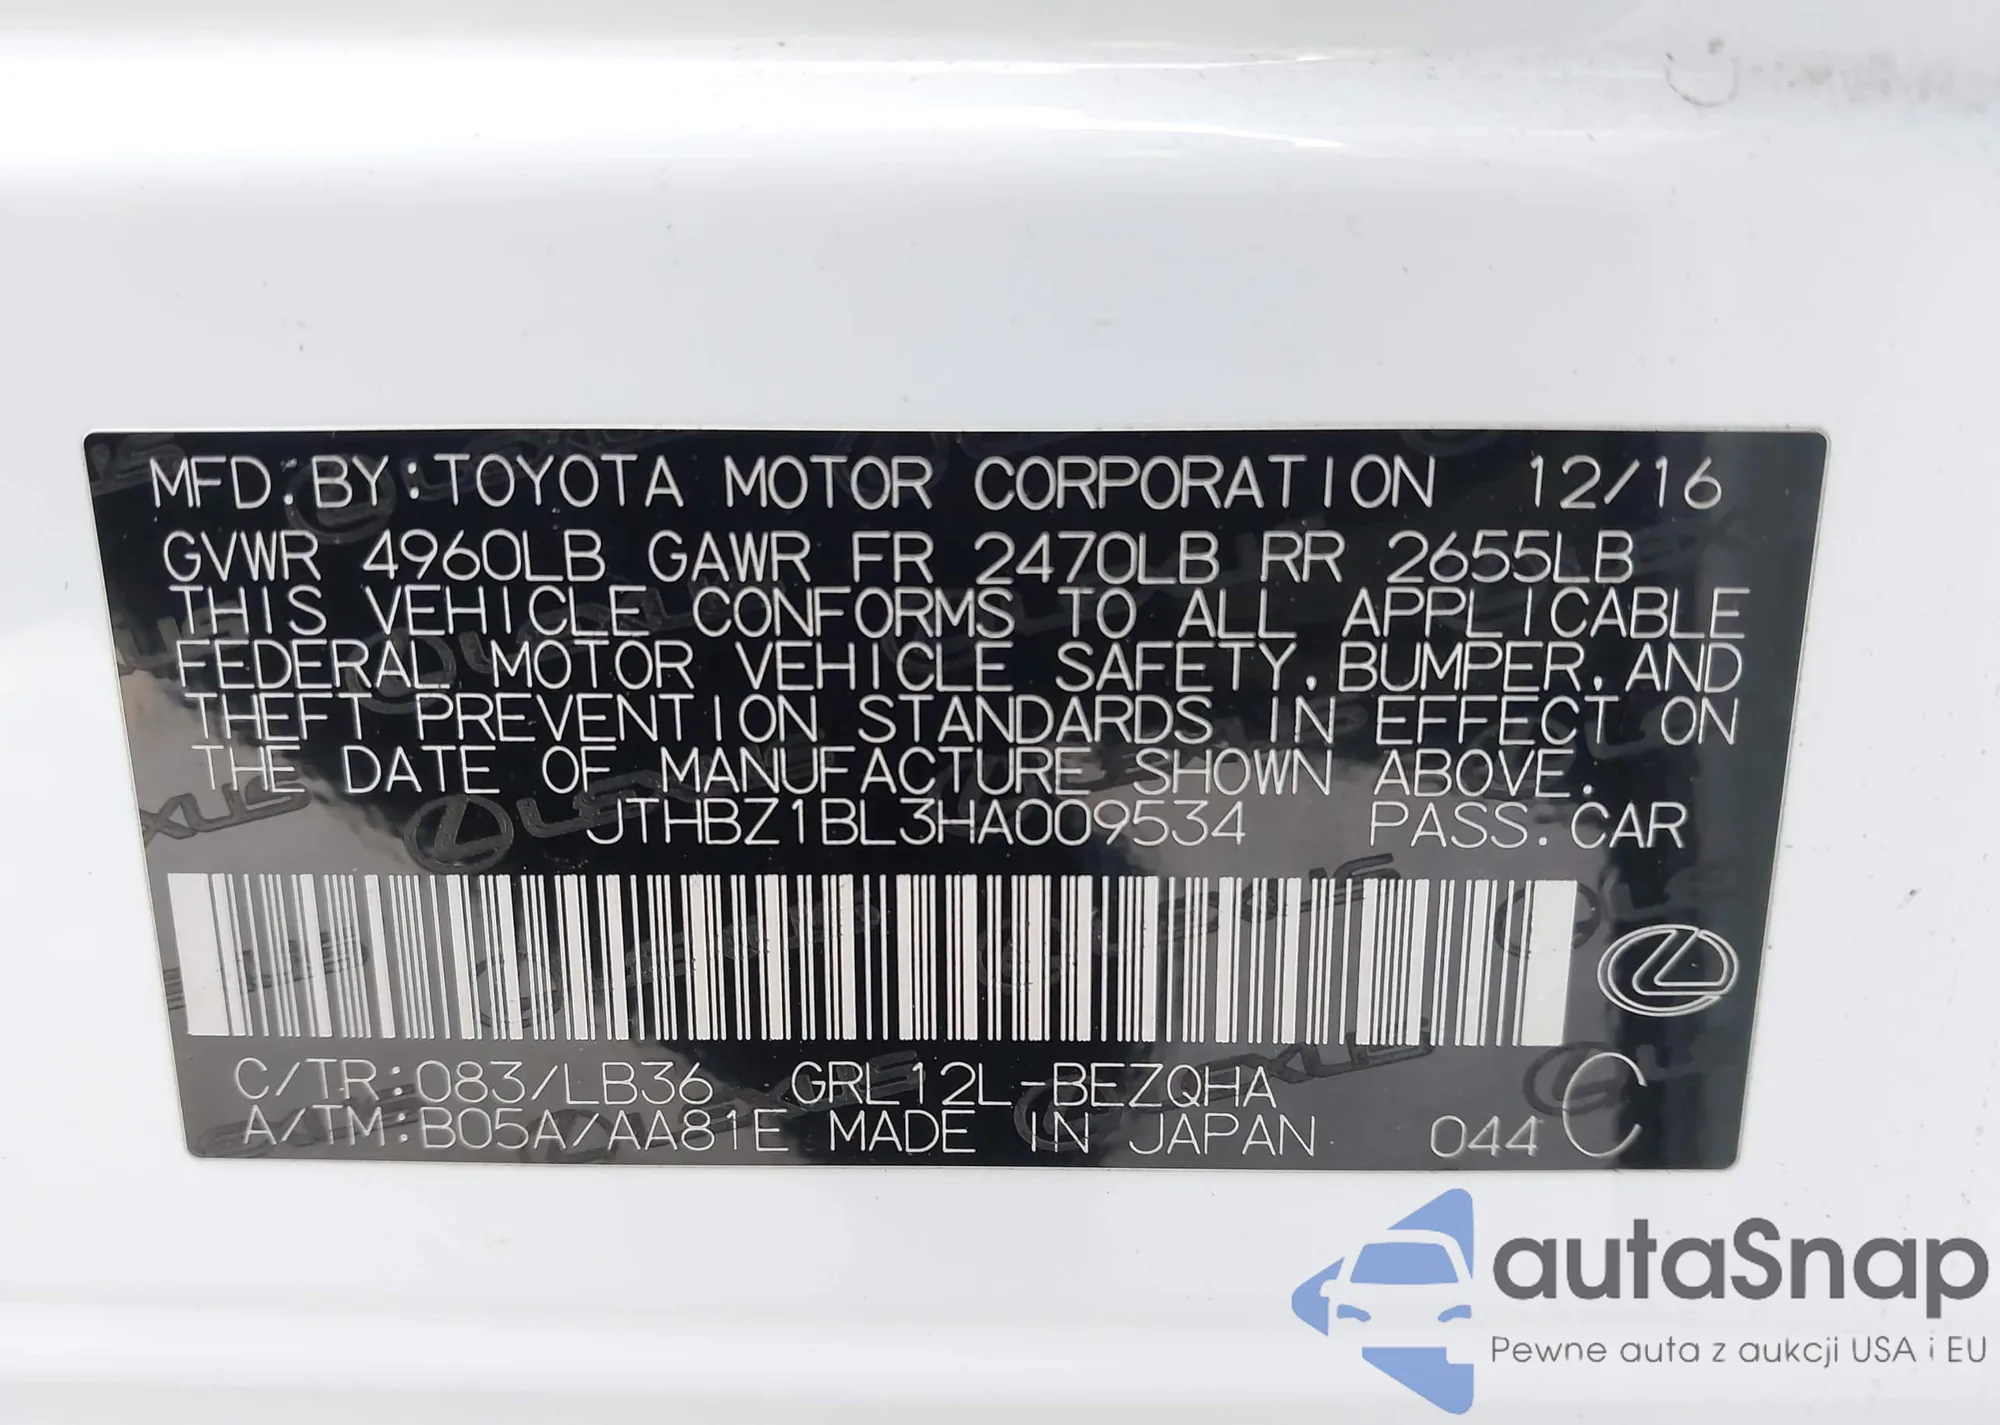 MFD.BY:TOYOTA MOTOR CORPORATION 12/16
GVWR 4960LB GAWR FR 2470LB RR 2655LB
THIS VEHICLE CONFORMS TO ALL APPLICABLE
FEDERAL MOTOR VEHICLE SAFETY,BUMPER,AND
THEFT PREVENTION STANDARDS IN EFFECT ON
THE DATE OF MANUFACTURE SHOWN ABOVE.
JTHBZ1BL3HA009534 PASS.CAR
C/TR:083/LB36 GRL12L-BEZQHA
A/TM:B05A/AA81E MADE IN JAPAN 044 C
autaSnap
Pewne auta z aukcji USA i EU